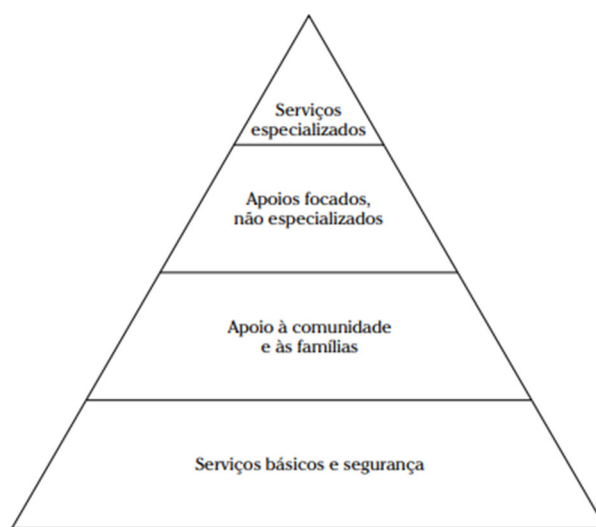 Serviços
especializados
Apoios focados,
não especializados
Apoio à comunidade
e às famílias
Serviços básicos e segurança